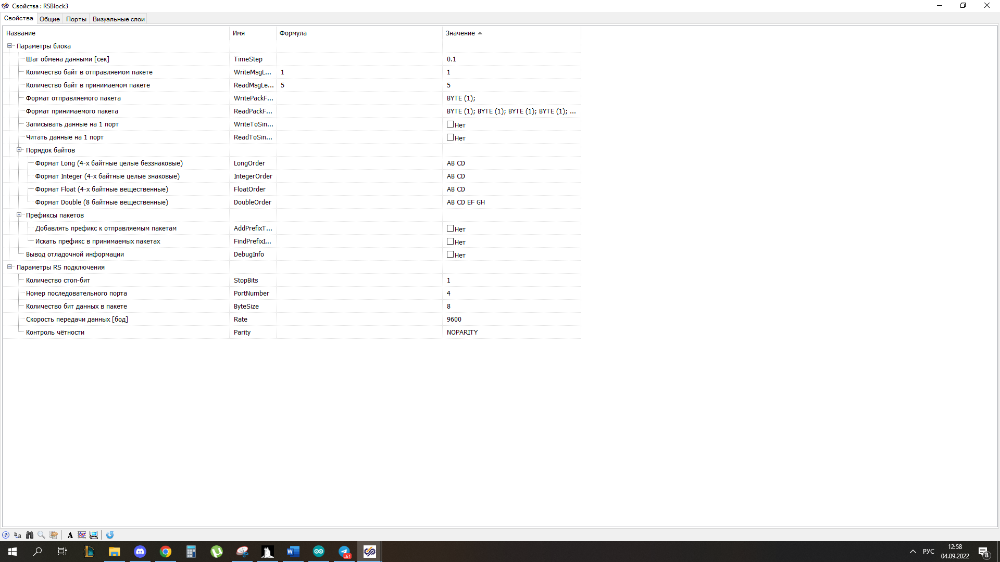 Свойства : RSBlock3
Свойства Общие Порты Визуальные слои
Название Имя Формула Значение
Параметры блока
Шаг обмена данными [сек] TimeStep 0.1
Количество байт в отправляемом пакете WriteMsgL... 1 1
Количество байт в принимаемом пакете ReadMsgLe... 5 5
Формат отправляемого пакета WritePackF... BYTE (1);
Формат принимаемого пакета ReadPackF... BYTE (1); BYTE (1); BYTE (1); BYTE (1); ...
Записывать данные на 1 порт WriteToSin... Нет
Читать данные на 1 порт ReadToSin... Нет
Порядок байтов
Формат Long (4-х байтные целые беззнаковые) LongOrder AB CD
Формат Integer (4-х байтные целые знаковые) IntegerOrder AB CD
Формат Float (4-х байтные вещественные) FloatOrder AB CD
Формат Double (8 байтные вещественные) DoubleOrder AB CD EF GH
Префиксы пакетов
Добавлять префикс к отправляемым пакетам AddPrefixT... Нет
Искать префикс в принимаемых пакетах FindPrefixI... Нет
Вывод отладочной информации DebugInfo Нет
Параметры RS подключения
Количество стоп-бит StopBits 1
Номер последовательного порта PortNumber 4
Количество бит данных в пакете ByteSize 8
Скорость передачи данных [бод] Rate 9600
Контроль чётности Parity NOPARITY
РУС
12:58
04.09.2022
8
61